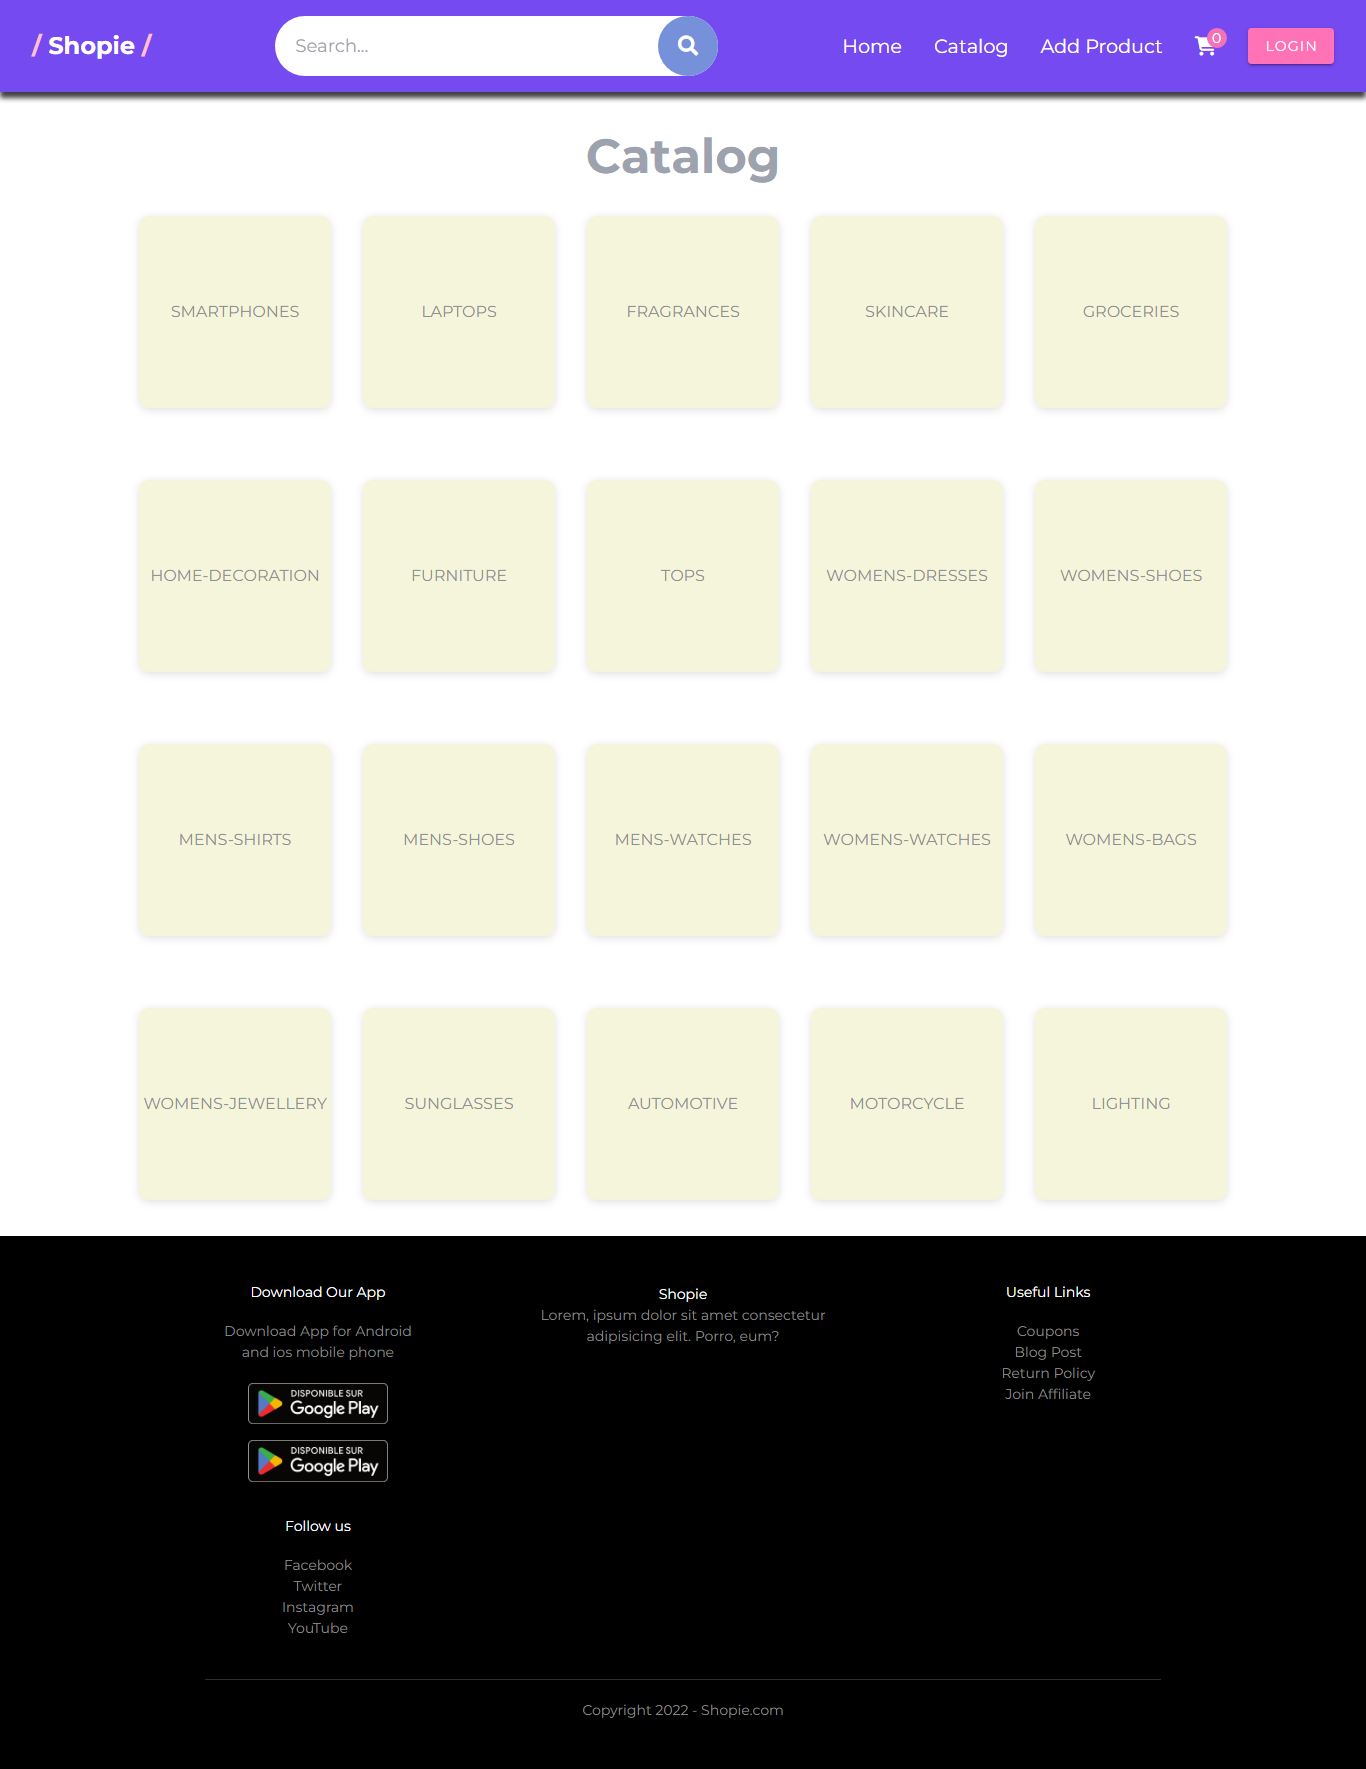 / Shopie /
Search...
Home
Catalog
Add Product
0
LOGIN
Catalog
SMARTPHONES
LAPTOPS
FRAGRANCES
SKINCARE
GROCERIES
HOME-DECORATION
FURNITURE
TOPS
WOMENS-DRESSES
WOMENS-SHOES
MENS-SHIRTS
MENS-SHOES
MENS-WATCHES
WOMENS-WATCHES
WOMENS-BAGS
WOMENS-JEWELLERY
SUNGLASSES
AUTOMOTIVE
MOTORCYCLE
LIGHTING
Download Our App
Download App for Android
and ios mobile phone
DISPONIBLE SUR
Google Play
DISPONIBLE SUR
Google Play
Shopie
Lorem, ipsum dolor sit amet consectetur
adipisicing elit. Porro, eum?
Useful Links
Coupons
Blog Post
Return Policy
Join Affiliate
Follow us
Facebook
Twitter
Instagram
YouTube
Copyright 2022 - Shopie.com